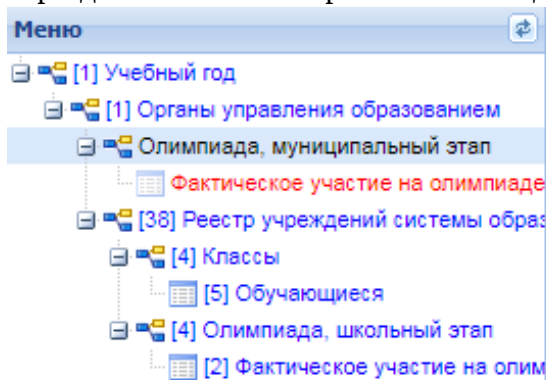 Меню
[1] Учебный год
[1] Органы управления образованием
Олимпиада, муниципальный этап
Фактическое участие на олимпиаде
[38] Реестр учреждений системы образ
[4] Классы
[5] Обучающиеся
[4] Олимпиада, школьный этап
[2] Фактическое участие на олим